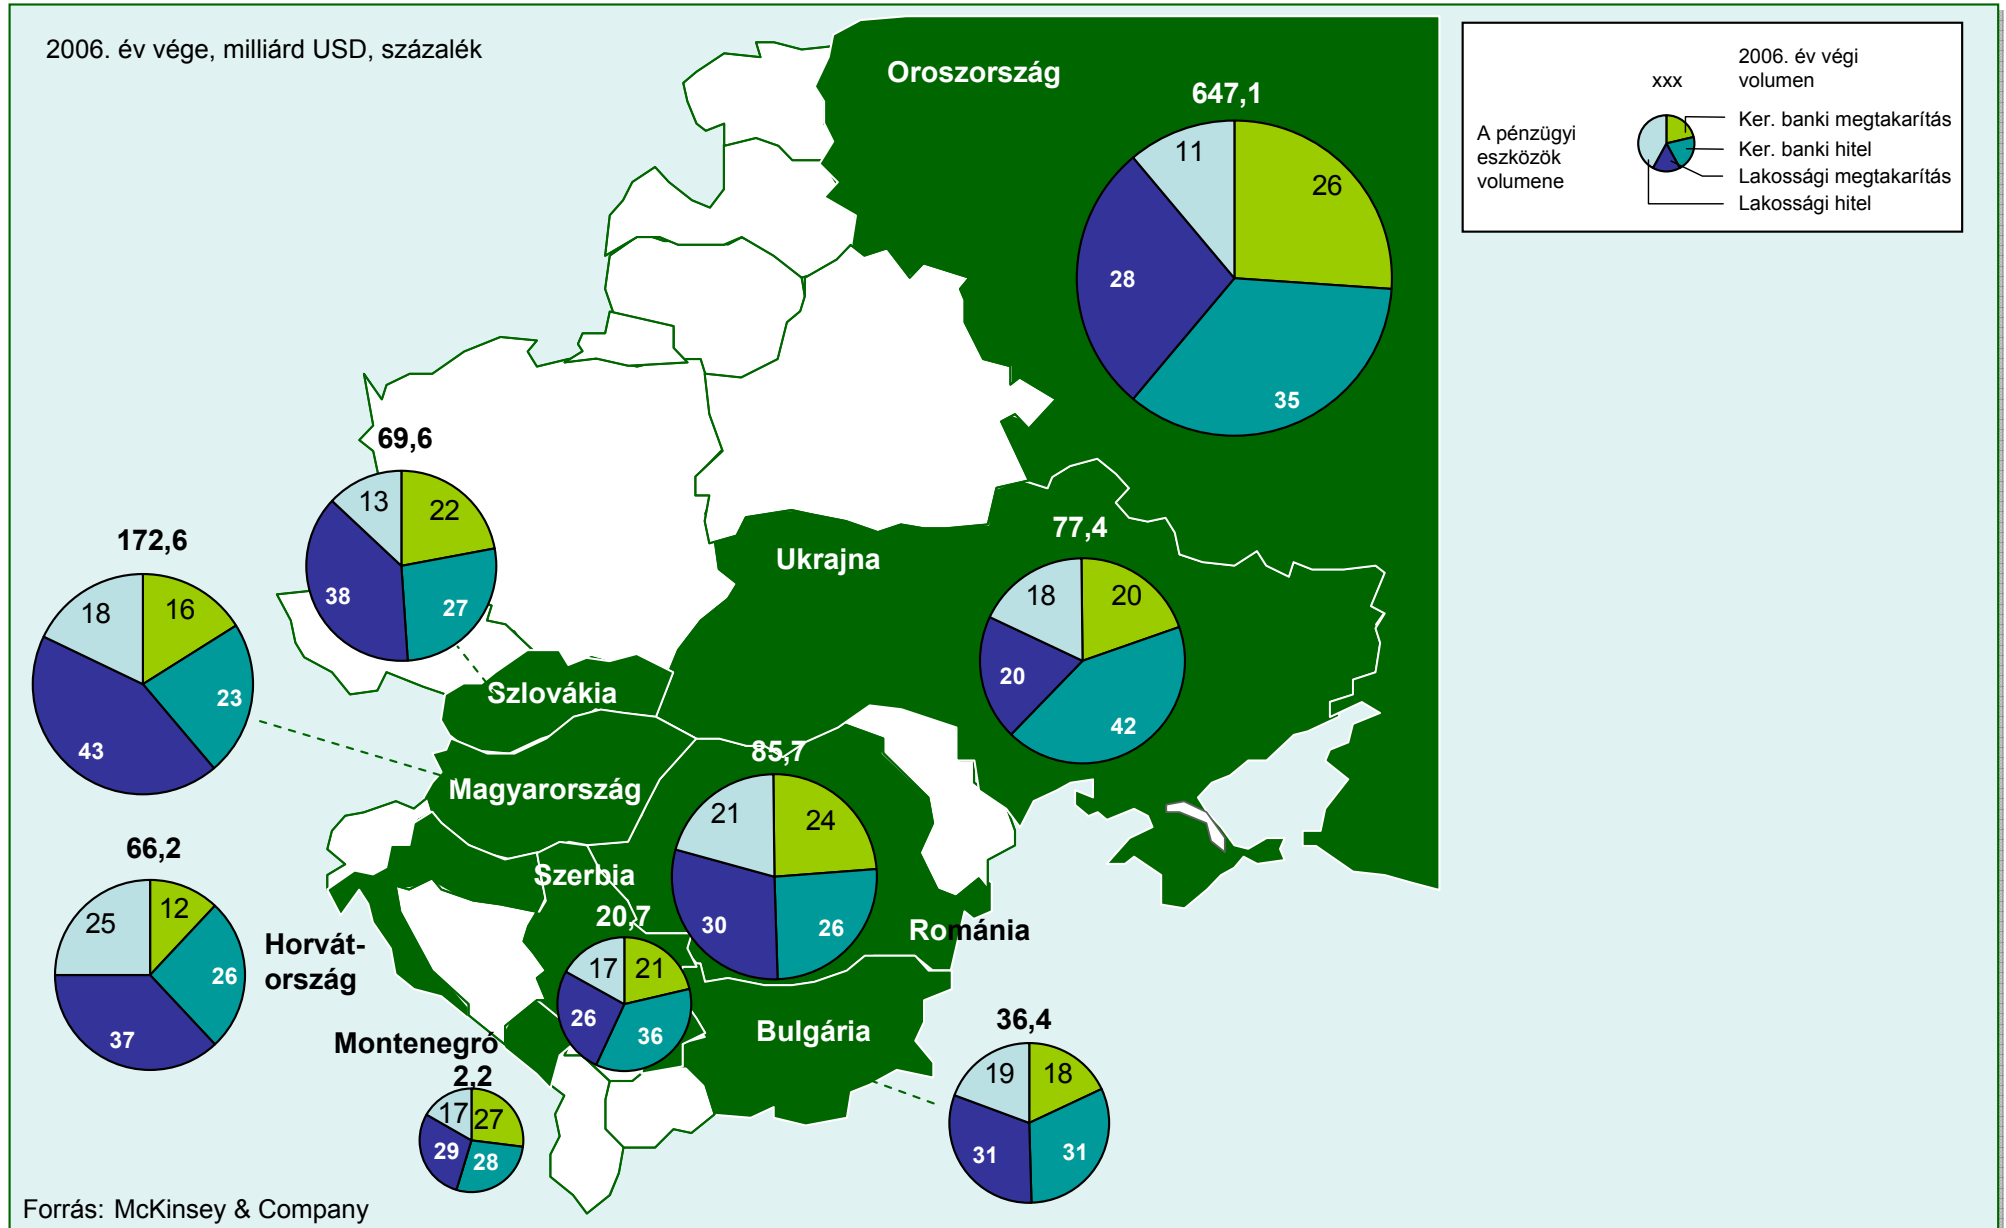 2006. év vége, milliárd USD, százalék
Oroszország
647,1
11
26
28
35
xxx
2006. év végi
volumen
A pénzügyi
eszközök
volumene
Ker. banki megtakarítás
Ker. banki hitel
Lakossági megtakarítás
Lakossági hitel
69,6
13
22
38
27
Szlovákia
172,6
18
16
23
43
Magyarország
Ukrajna
77,4
18
20
20
42
85,7
21
24
30
26
Románia
66,2
25
12
26
37
Horvát-
ország
Szerbia
20,7
17
21
26
36
Montenegró
2,2
17
27
29
28
Bulgária
36,4
19
18
31
31
Forrás: McKinsey & Company